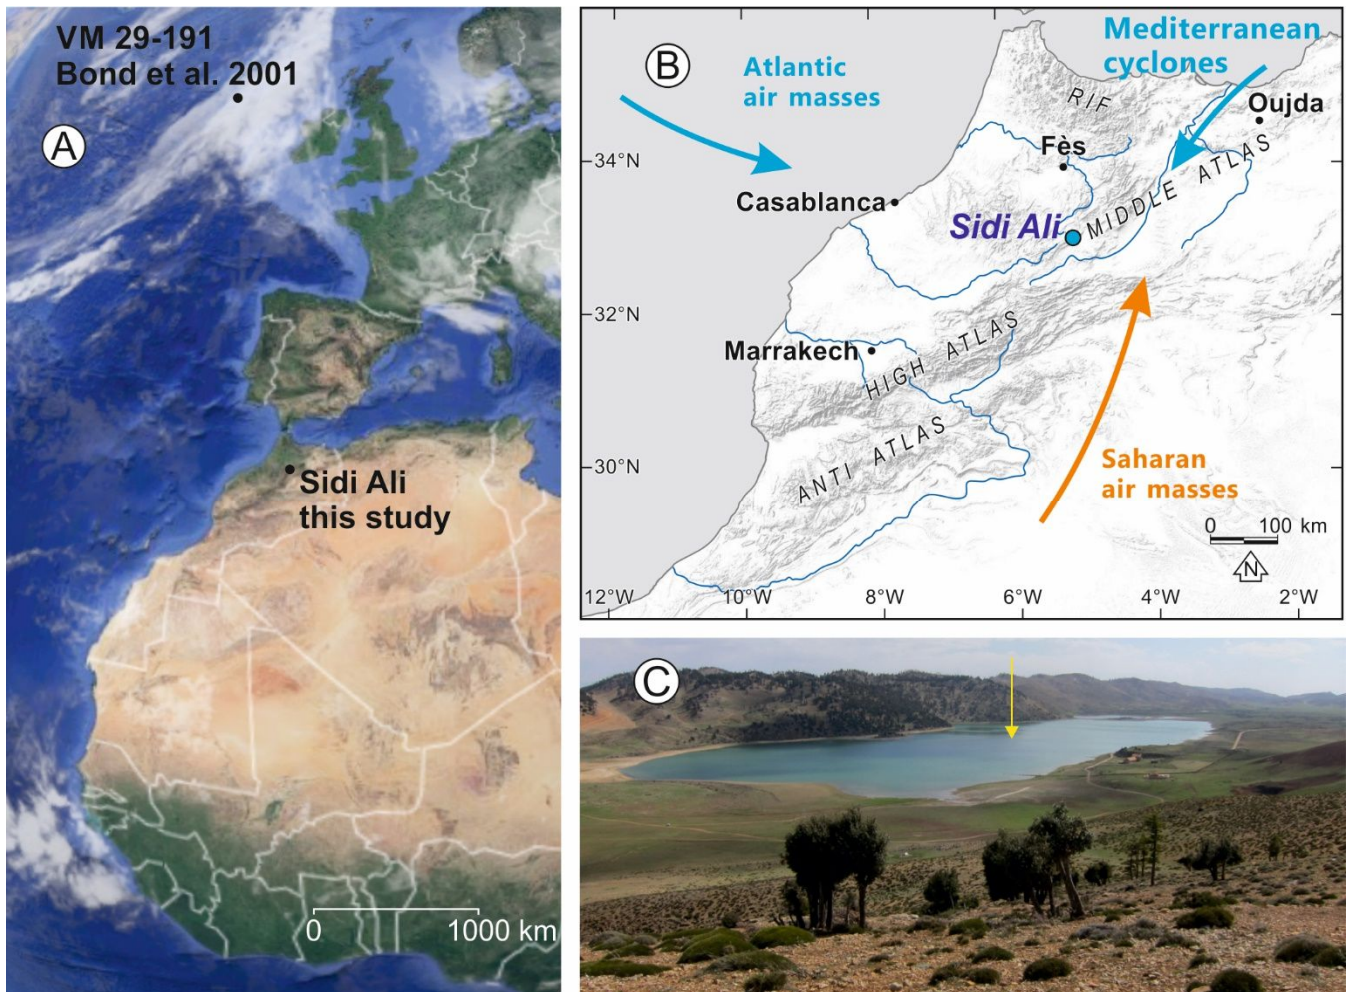 VM 29-191
Bond et al. 2001
A
Sidi Ali
this study
0 1000 km
B
Atlantic
air masses
Mediterranean
cyclones
RIF
Oujda
Fès
34°N
Casablanca
Sidi Ali
MIDDLE ATLAS
32°N
Marrakech
HIGH ATLAS
ANTI ATLAS
30°N
Saharan
air masses
0 100 km
N
12°W 10°W 8°W 6°W 4°W 2°W
C